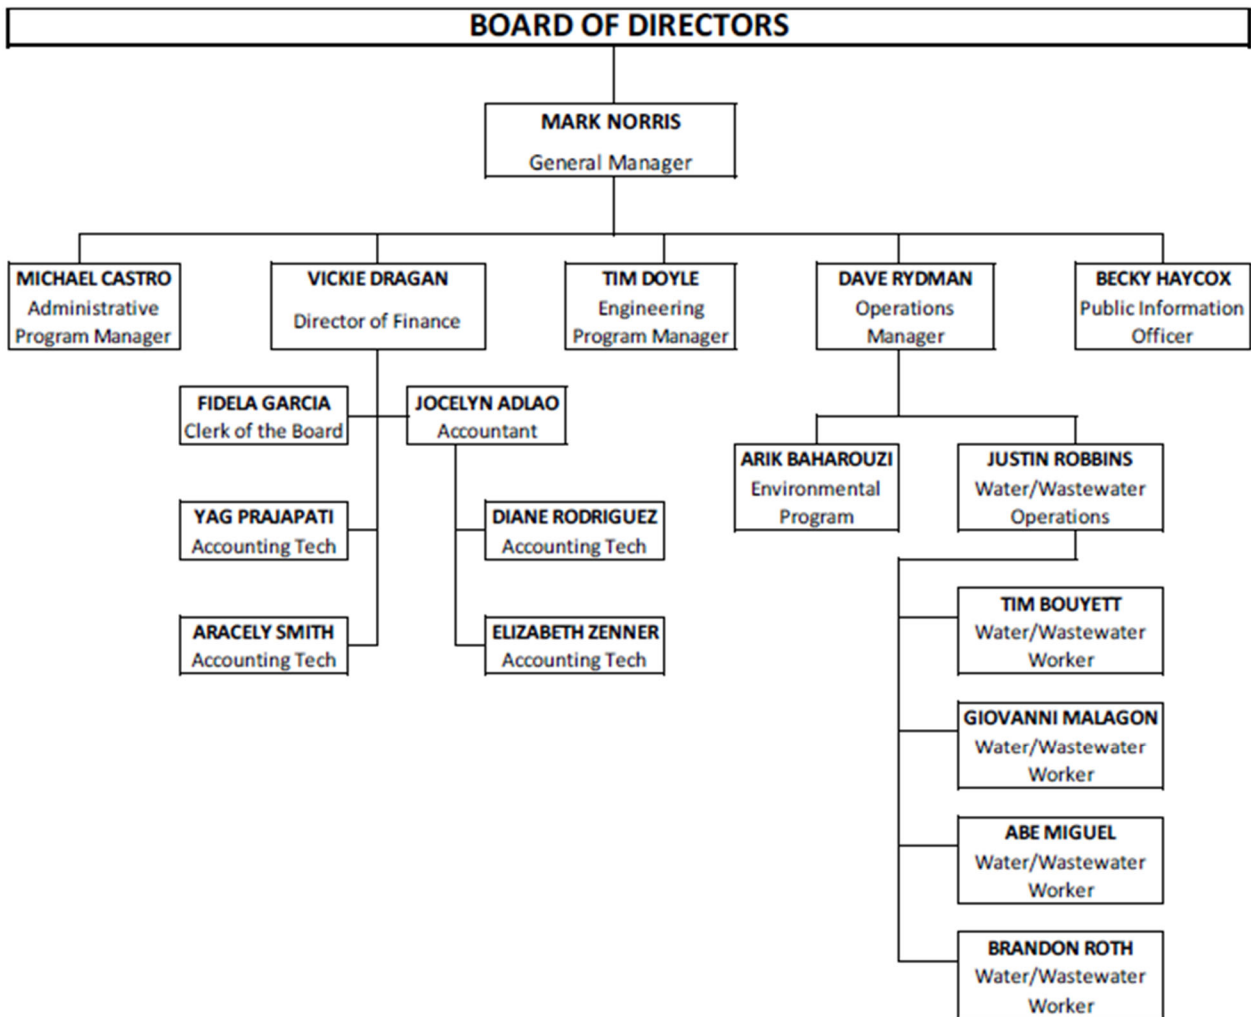 BOARD OF DIRECTORS
MARK NORRIS
General Manager
MICHAEL CASTRO
Administrative
Program Manager
VICKIE DRAGAN
Director of Finance
TIM DOYLE
Engineering
Program Manager
DAVE RYDMAN
Operations
Manager
BECKY HAYCOX
Public Information
Officer
FIDELA GARCIA
Clerk of the Board
JOCELYN ADLAO
Accountant
YAG PRAJAPATI
Accounting Tech
DIANE RODRIGUEZ
Accounting Tech
ARACELY SMITH
Accounting Tech
ELIZABETH ZENNER
Accounting Tech
ARIK BAHAROUZI
Environmental
Program
JUSTIN ROBBINS
Water/Wastewater
Operations
TIM BOUYETT
Water/Wastewater
Worker
GIOVANNI MALAGON
Water/Wastewater
Worker
ABE MIGUEL
Water/Wastewater
Worker
BRANDON ROTH
Water/Wastewater
Worker